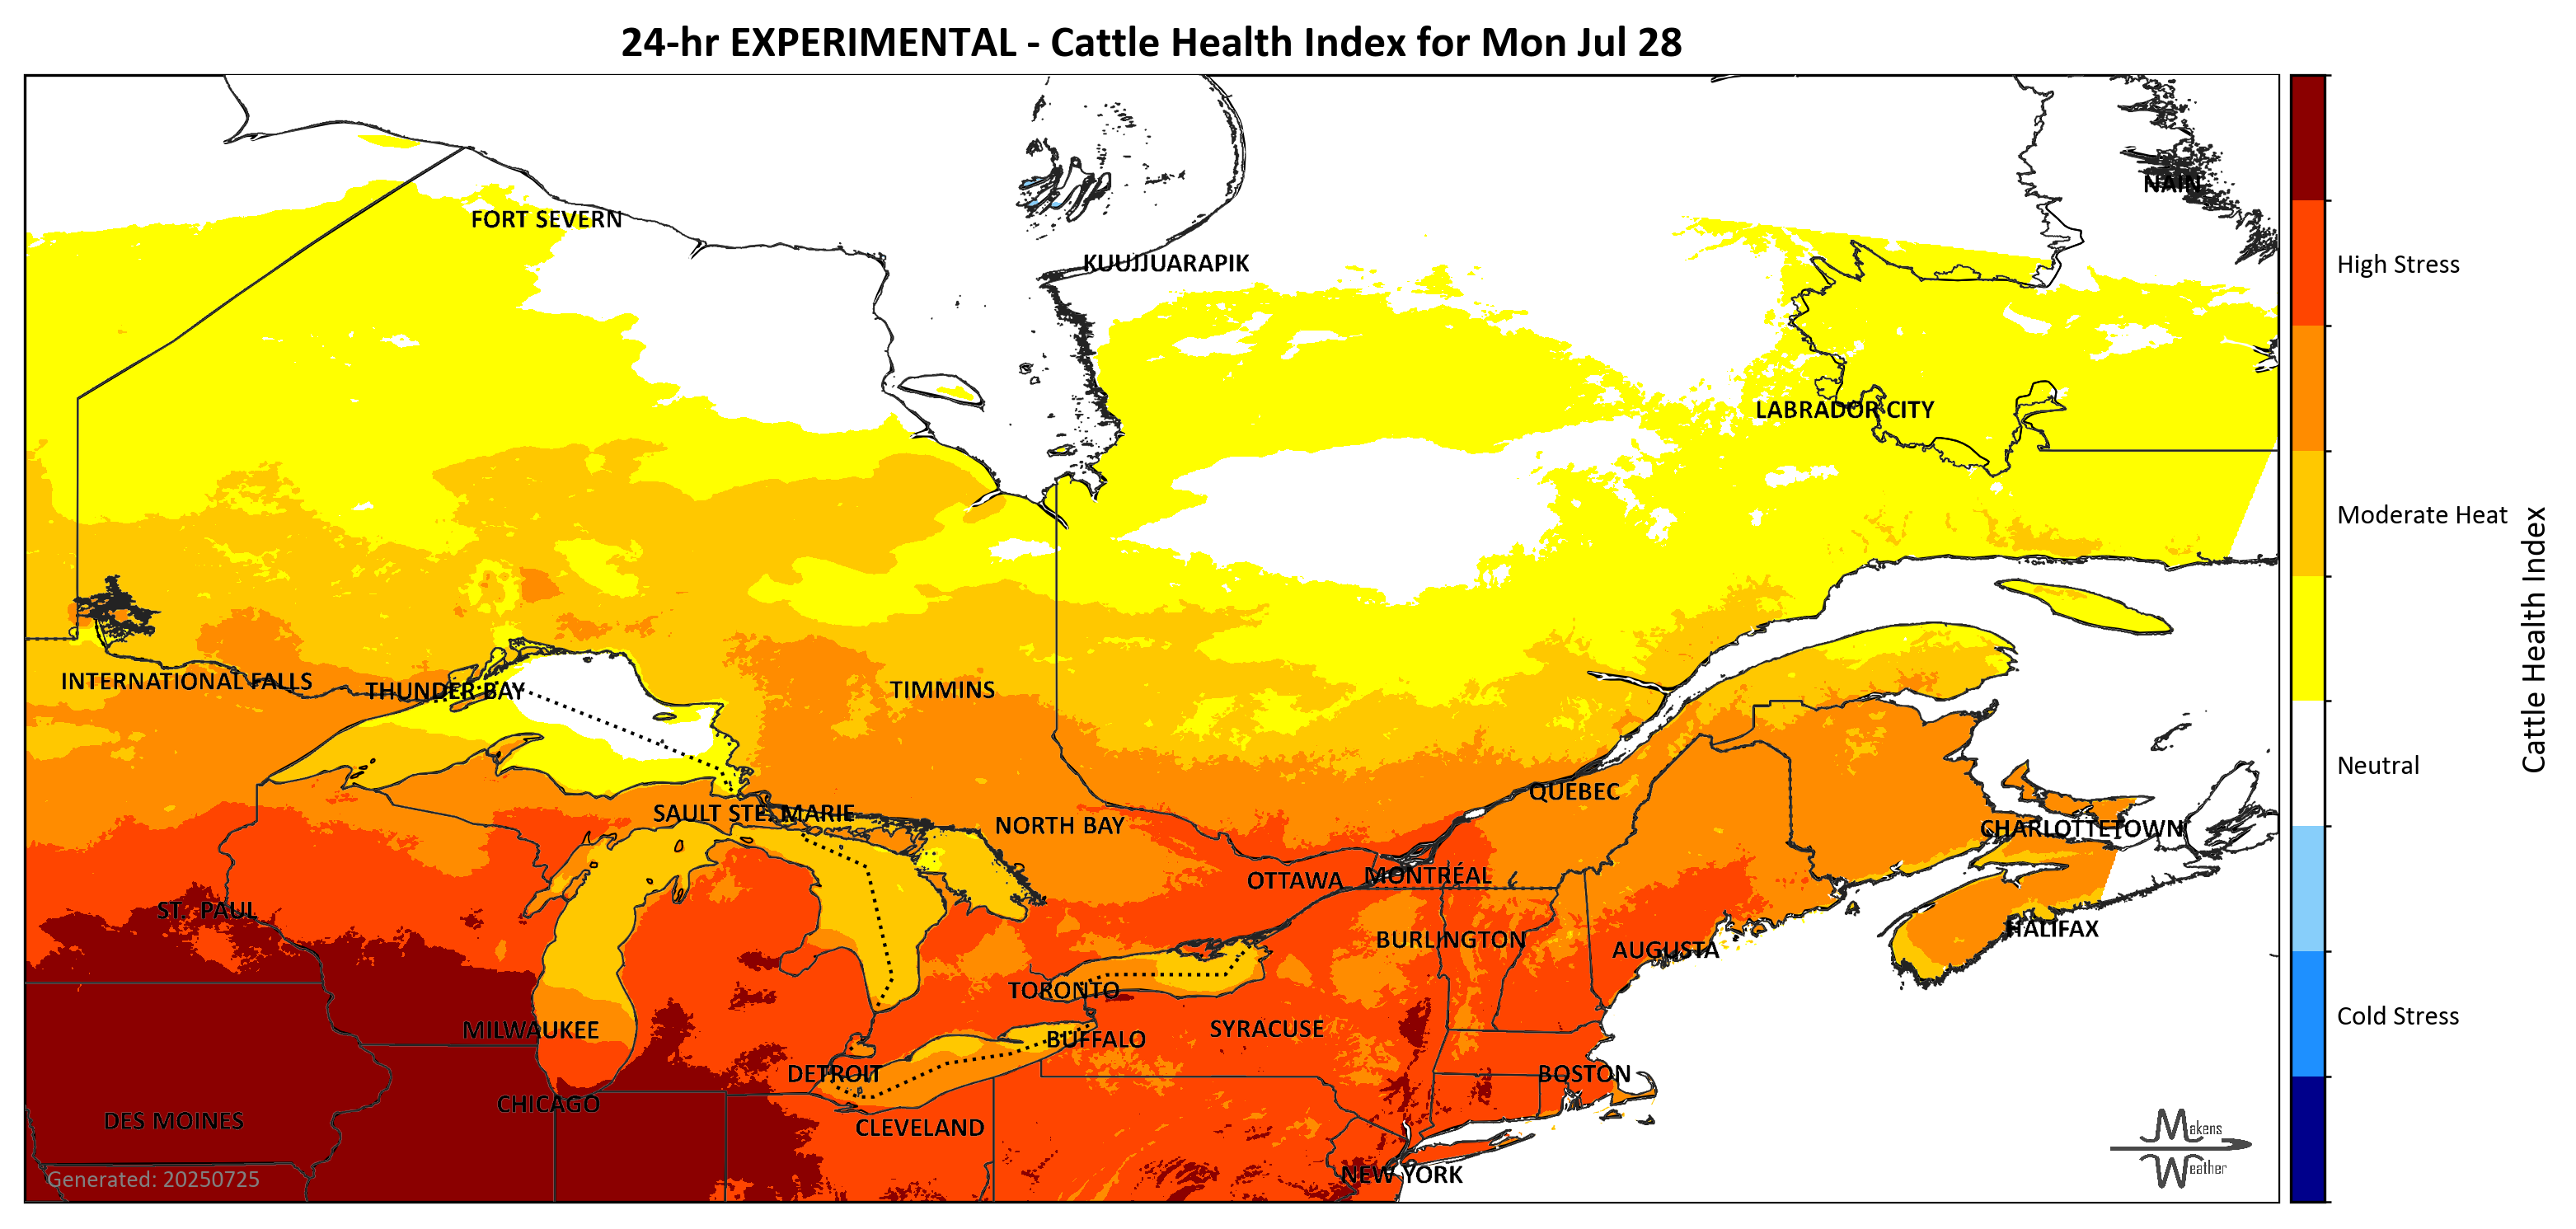 24-hr EXPERIMENTAL - Cattle Health Index for Mon Jul 28
NAIN
FORT SEVERN
KUUJJUARAPIK
High Stress
LABRADOR CITY
Moderate Heat
Cattle Health Index
INTERNATIONAL FALLS
THUNDER BAY
TIMMINS
Neutral
QUEBEC
SAULT STE. MARIE
NORTH BAY
CHARLOTTETOWN
OTTAWA
MONTRÉAL
ST. PAUL
HALIFAX
BURLINGTON
AUGUSTA
TORONTO
Cold Stress
MILWAUKEE
SYRACUSE
BUFFALO
DETROIT
BOSTON
CHICAGO
DES MOINES
CLEVELAND
Makens
Weather
NEW YORK
Generated: 20250725